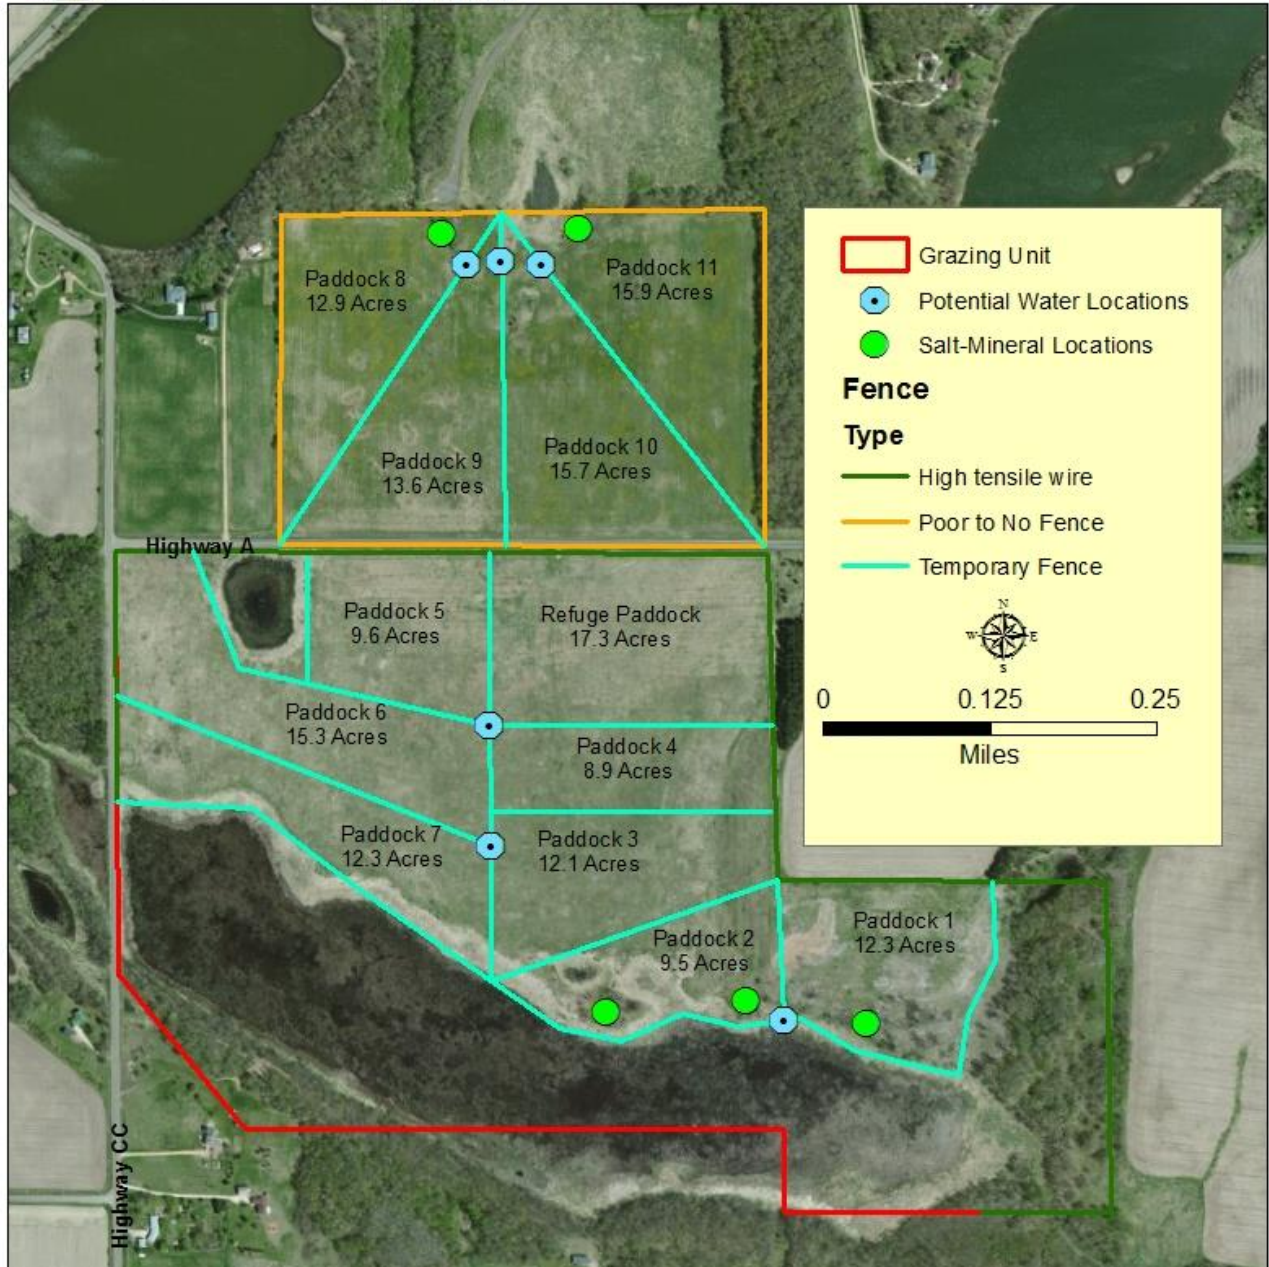 Paddock 8
12.9 Acres
Paddock 11
15.9 Acres
Paddock 9
13.6 Acres
Paddock 10
15.7 Acres
Highway A
Paddock 5
9.6 Acres
Refuge Paddock
17.3 Acres
Paddock 6
15.3 Acres
Paddock 4
8.9 Acres
Paddock 7
12.3 Acres
Paddock 3
12.1 Acres
Paddock 2
9.5 Acres
Paddock 1
12.3 Acres
Highway CC
Grazing Unit
Potential Water Locations
Salt-Mineral Locations
Fence
Type
High tensile wire
Poor to No Fence
Temporary Fence
N
W E
S
0 0.125 0.25
Miles